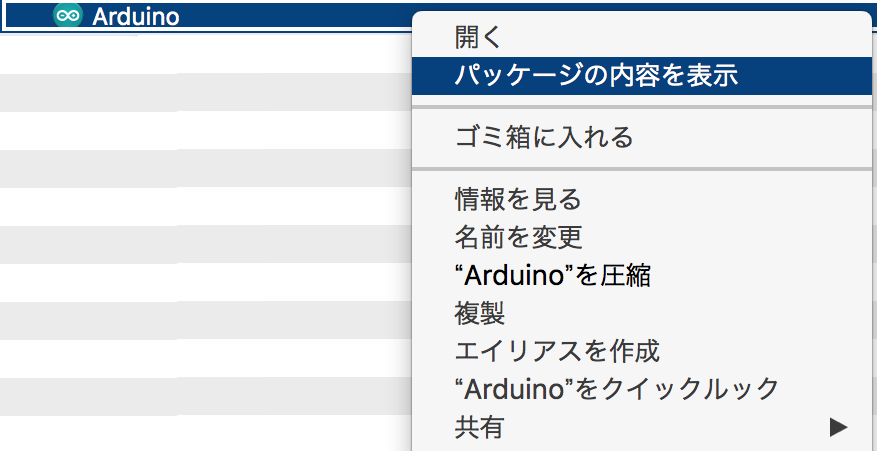 Arduino
開く
パッケージの内容を表示
ゴミ箱に入れる
情報を見る
名前を変更
“Arduino”を圧縮
複製
エイリアスを作成
“Arduino”をクイックルック
共有